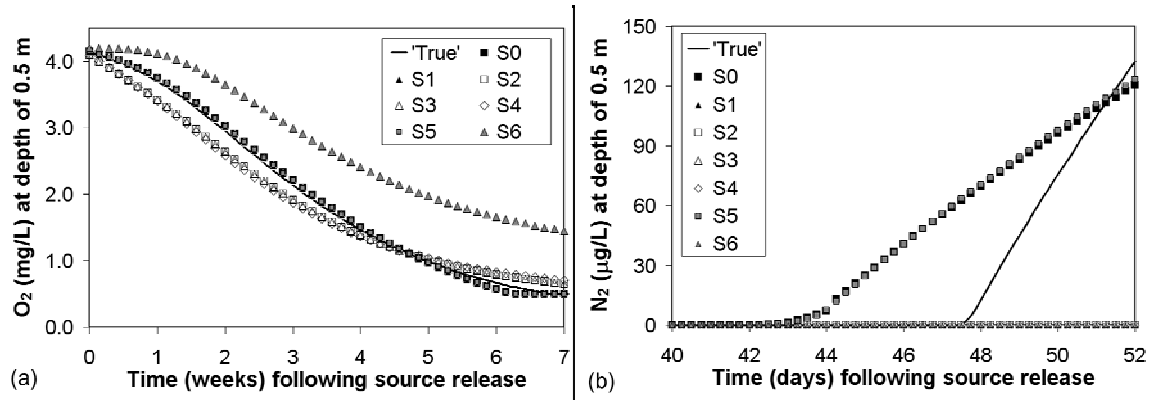 O₂ (mg/L) at depth of 0.5 m
4.0
3.0
2.0
1.0
0.0
'True' S0
S1 S2
S3 S4
S5 S6
0 1 2 3 4 5 6 7
(a) Time (weeks) following source release
N₂ (µg/L) at depth of 0.5 m
150
120
90
60
30
0
'True'
S0
S1
S2
S3
S4
S5
S6
40 42 44 46 48 50 52
(b) Time (days) following source release